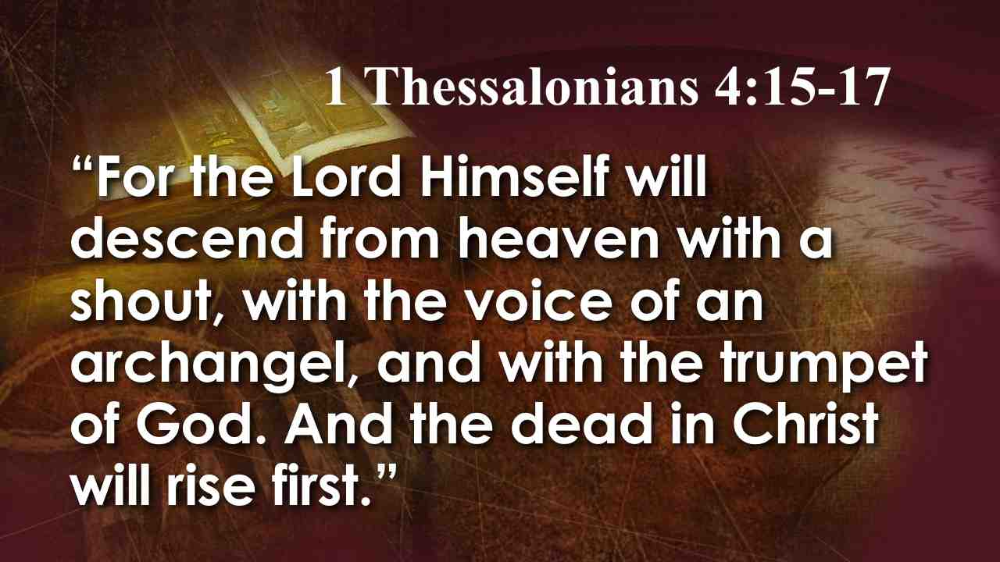 1 Thessalonians 4:15-17
“For the Lord Himself will
descend from heaven with a
shout, with the voice of an
archangel, and with the trumpet
of God. And the dead in Christ
will rise first.”